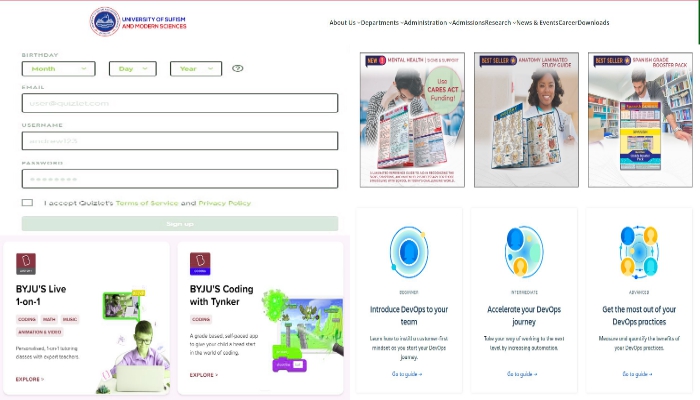 UNIVERSITY OF SUFISM
AND MODERN SCIENCES
About Us Departments Administration Admissions Research News & Events Career Downloads
BIRTHDAY
Month
Day
Year
EMAIL
user@quizlet.com
USERNAME
andrew123
PASSWORD
I accept Quizlet's Terms of Service and Privacy Policy
Sign up
NEW!
MENTAL HEALTH
Use
CARES ACT
Funding!
BEST SELLER
ANATOMY LAMINATED
STUDY GUIDE
BEST SELLER
SPANISH GRADE
BOOSTER PACK
BYJU'S Live
1-on-1
CODING
MATH
MUSIC
ANIMATION & VIDEO
Personalised, 1-on-1 tutoring
classes with expert teachers.
EXPLORE >
BYJU'S Coding
with Tynker
CODING
A grade based, self-paced app
to give your child a head start
in the world of coding.
EXPLORE >
BEGINNER
Introduce DevOps to your
team
Learn how to instill a customer-first
mindset as you start your DevOps
journey.
Go to guide →
INTERMEDIATE
Accelerate your DevOps
journey
Take your way of working to the next
level by increasing automation.
Go to guide →
ADVANCED
Get the most out of your
DevOps practices
Measure and quantify the benefits of
your DevOps practices.
Go to guide →